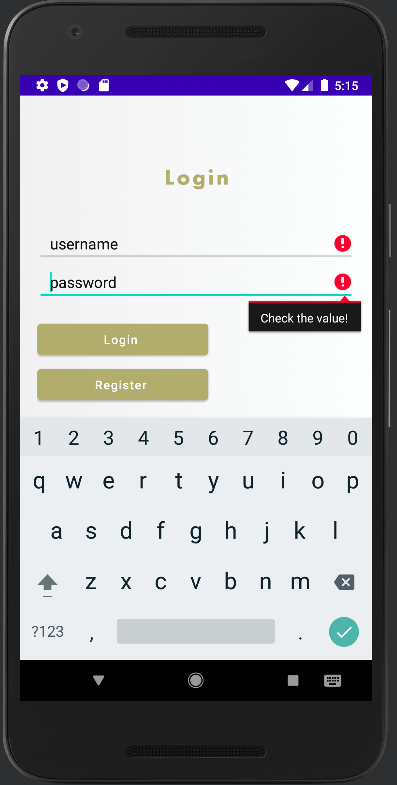 5:15
Login
username
password
Check the value!
Login
Register
1 2 3 4 5 6 7 8 9 0
q w e r t y u i o p
a s d f g h j k l
z x c v b n m
?123 , .